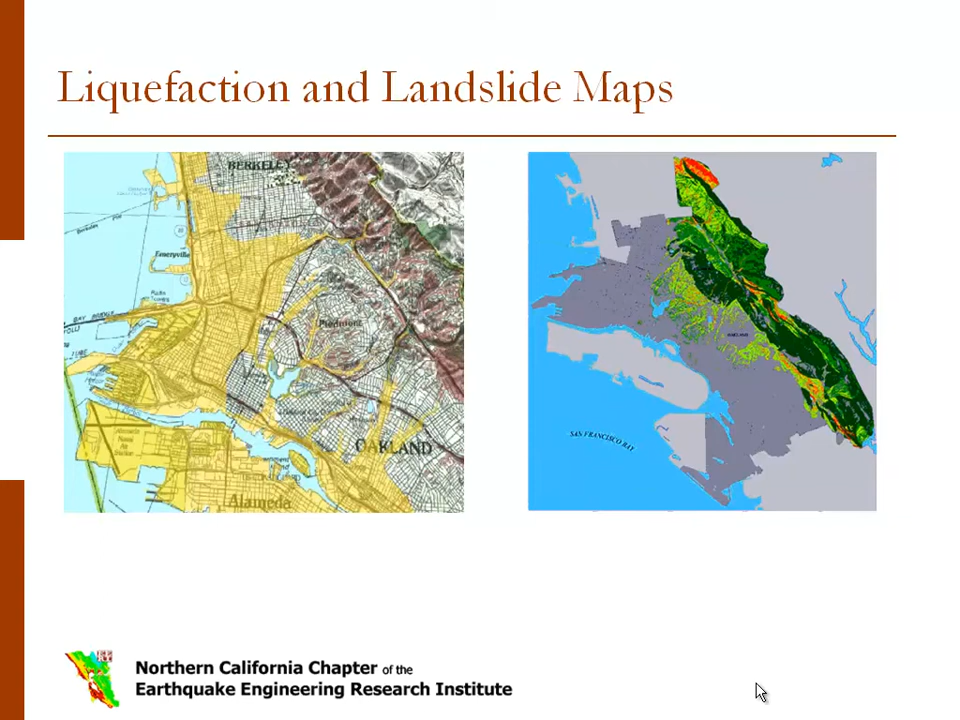 Liquefaction and Landslide Maps
BERKELEY
Emeryville
BAY BRIDGE
Piedmont
OAKLAND
Alameda
OAKLAND
SAN FRANCISCO BAY
Northern California Chapter of the
Earthquake Engineering Research Institute